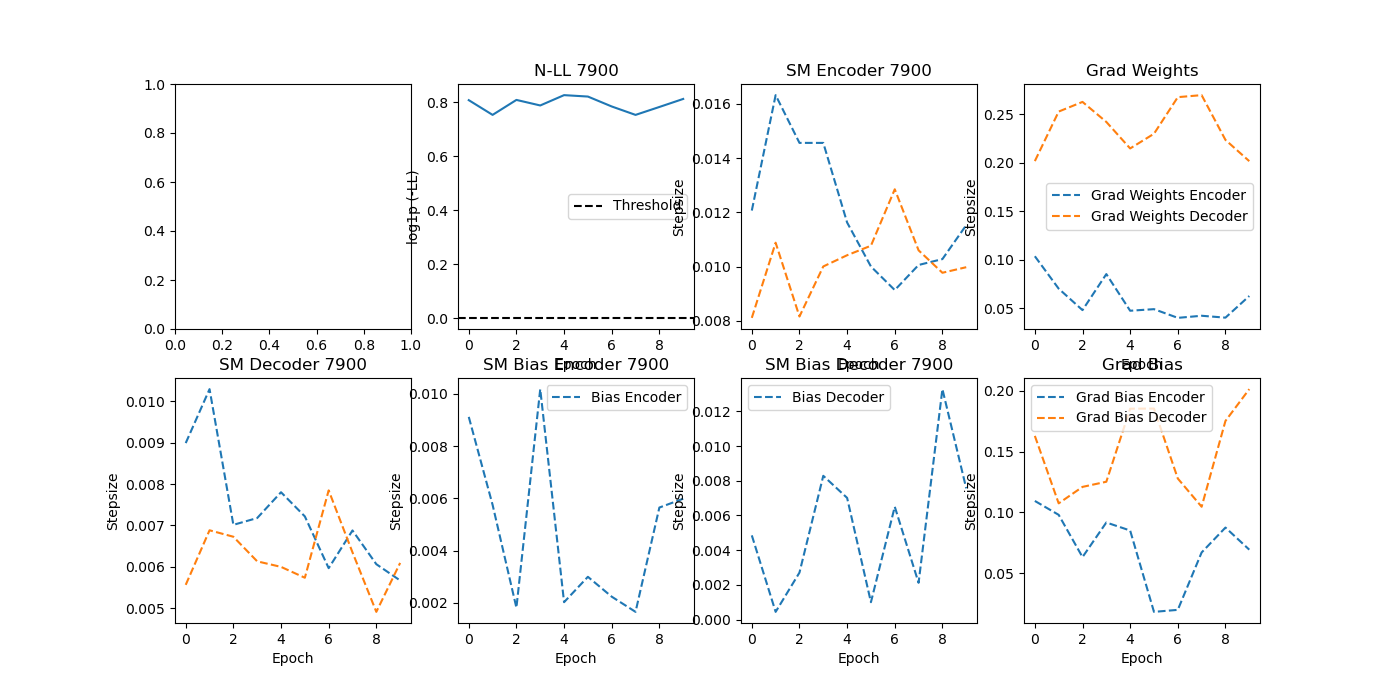 N-LL 7900
SM Encoder 7900
Grad Weights
1.0
0.8
0.6
0.4
0.2
0.0
0.0 0.2 0.4 0.6 0.8 1.0
log1p (-LL)
0.8
0.6
0.4
0.2
0.0
Threshold
0 2 4 6 8
Epoch
Stepsize
0.016
0.014
0.012
0.010
0.008
0 2 4 6 8
Epoch
Stepsize
0.25
0.20
0.15
0.10
0.05
Grad Weights Encoder
Grad Weights Decoder
0 2 4 6 8
Epoch
SM Decoder 7900
SM Bias Encoder 7900
SM Bias Decoder 7900
Grad Bias
Stepsize
0.010
0.009
0.008
0.007
0.006
0.005
0 2 4 6 8
Epoch
Stepsize
0.010
0.008
0.006
0.004
0.002
Bias Encoder
0 2 4 6 8
Epoch
Stepsize
0.012
0.010
0.008
0.006
0.004
0.002
0.000
Bias Decoder
0 2 4 6 8
Epoch
Stepsize
0.20
0.15
0.10
0.05
Grad Bias Encoder
Grad Bias Decoder
0 2 4 6 8
Epoch